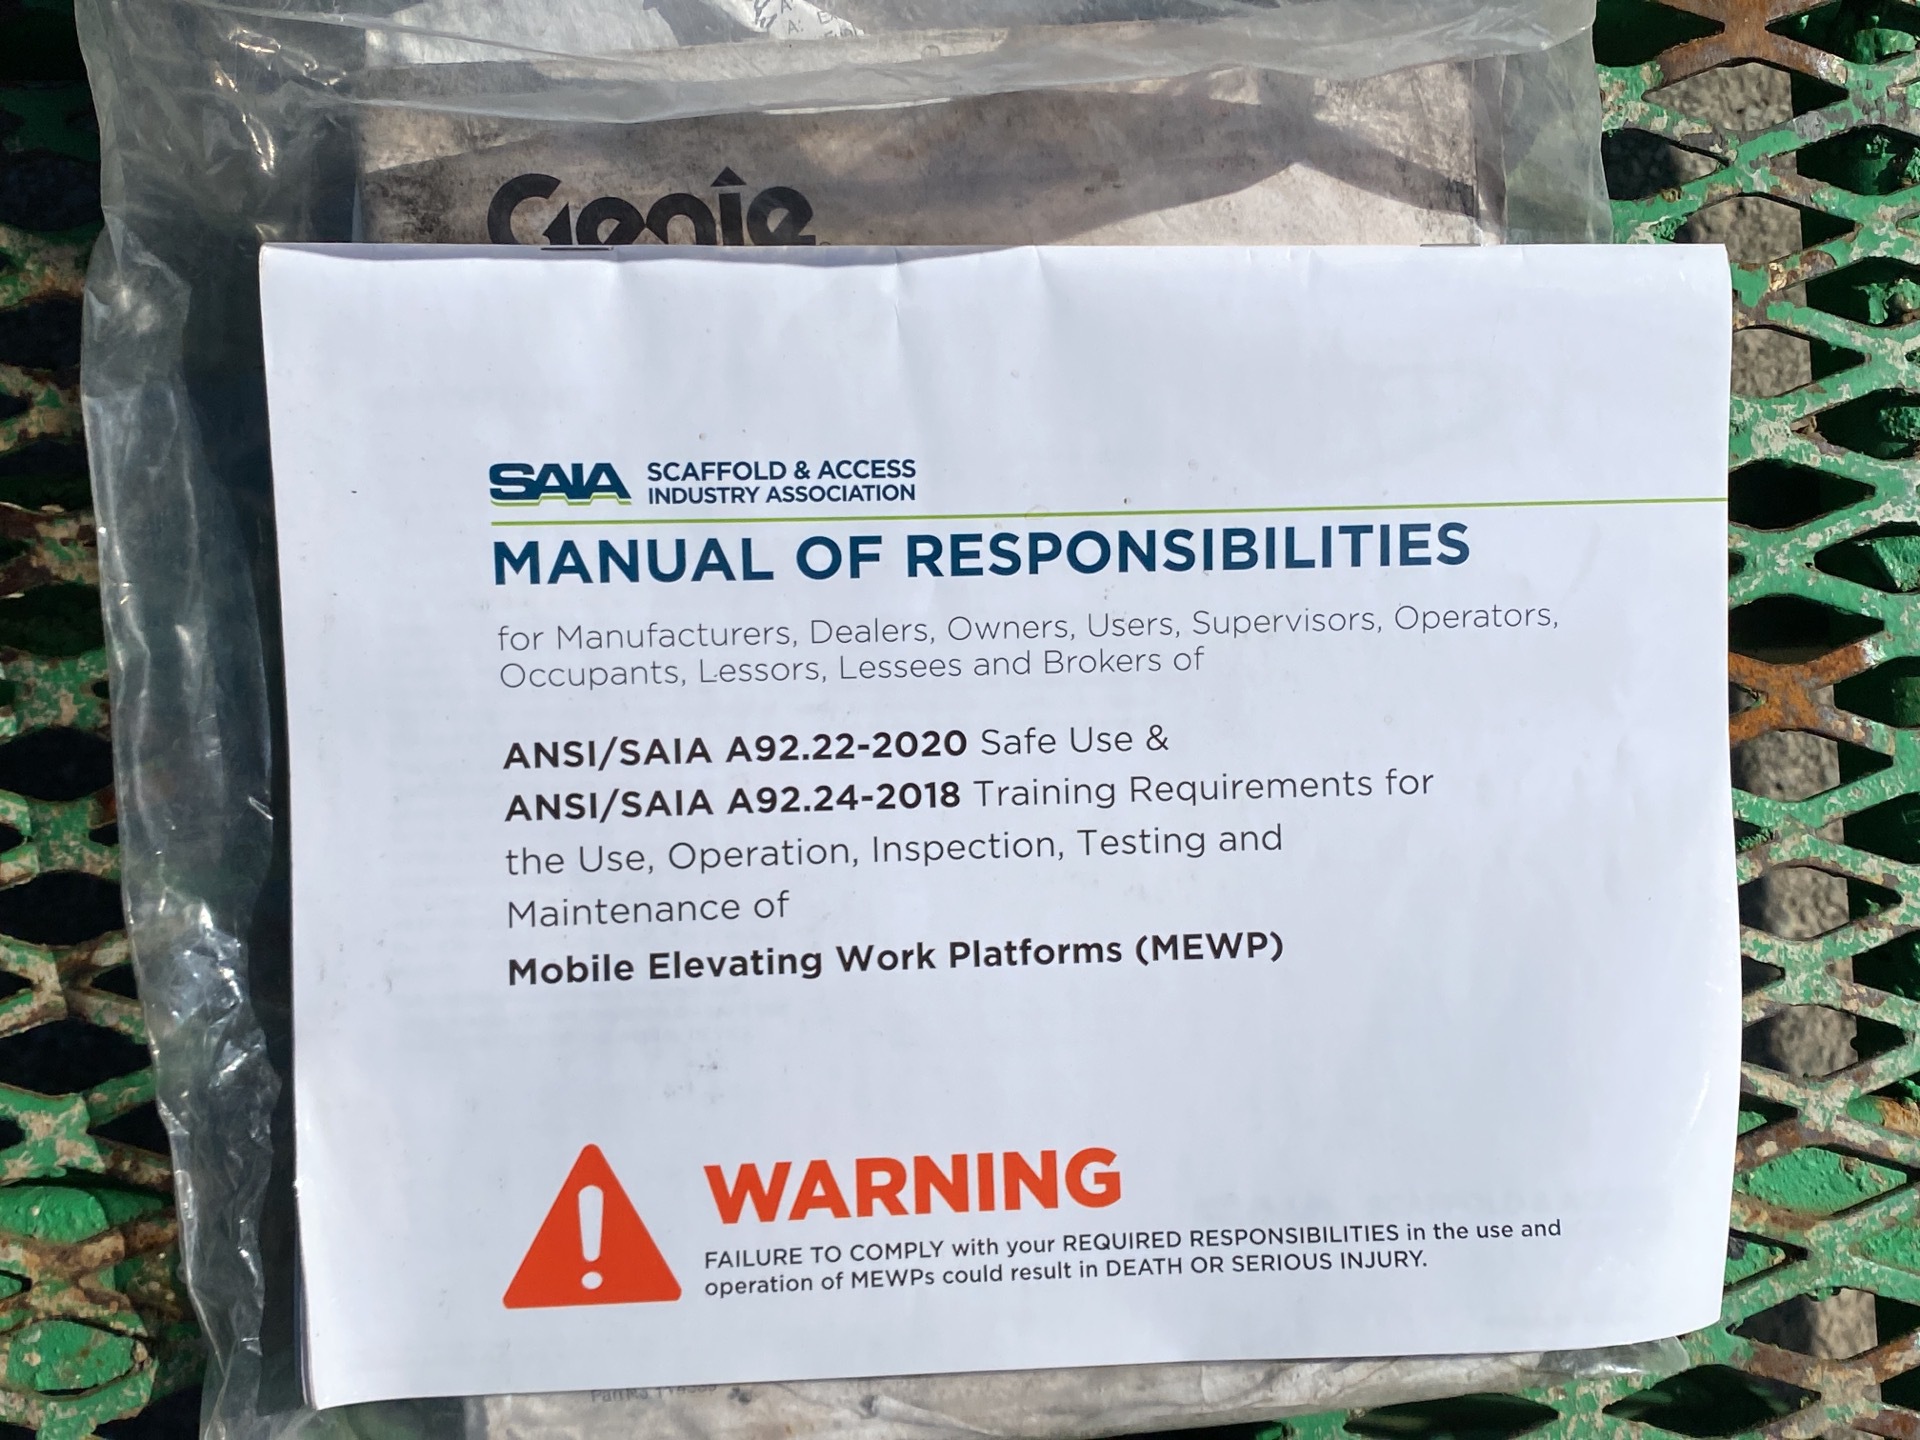 Genie
SAIA SCAFFOLD & ACCESS
INDUSTRY ASSOCIATION
MANUAL OF RESPONSIBILITIES
for Manufacturers, Dealers, Owners, Users, Supervisors, Operators,
Occupants, Lessors, Lessees and Brokers of
ANSI/SAIA A92.22-2020 Safe Use &
ANSI/SAIA A92.24-2018 Training Requirements for
the Use, Operation, Inspection, Testing and
Maintenance of
Mobile Elevating Work Platforms (MEWP)
WARNING
FAILURE TO COMPLY with your REQUIRED RESPONSIBILITIES in the use and
operation of MEWPs could result in DEATH OR SERIOUS INJURY.